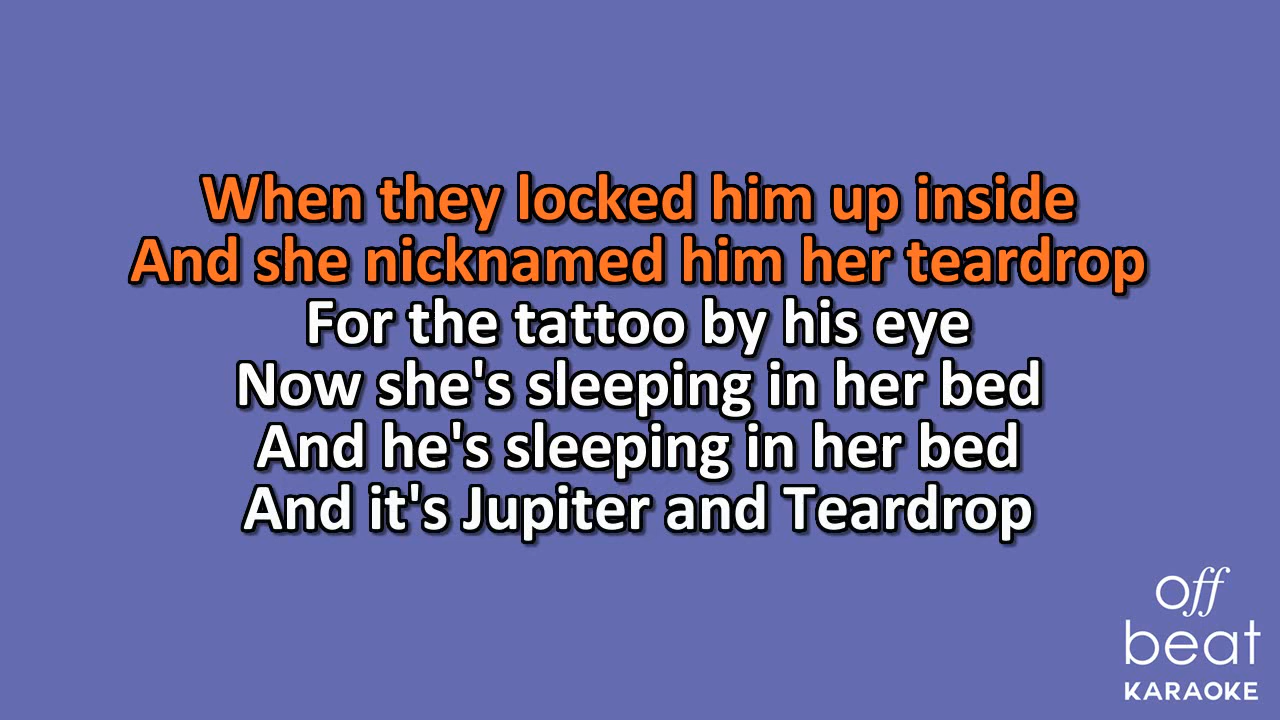 When they locked him up inside
And she nicknamed him her teardrop
For the tattoo by his eye
Now she's sleeping in her bed
And he's sleeping in her bed
And it's Jupiter and Teardrop
off
beat
KARAOKE